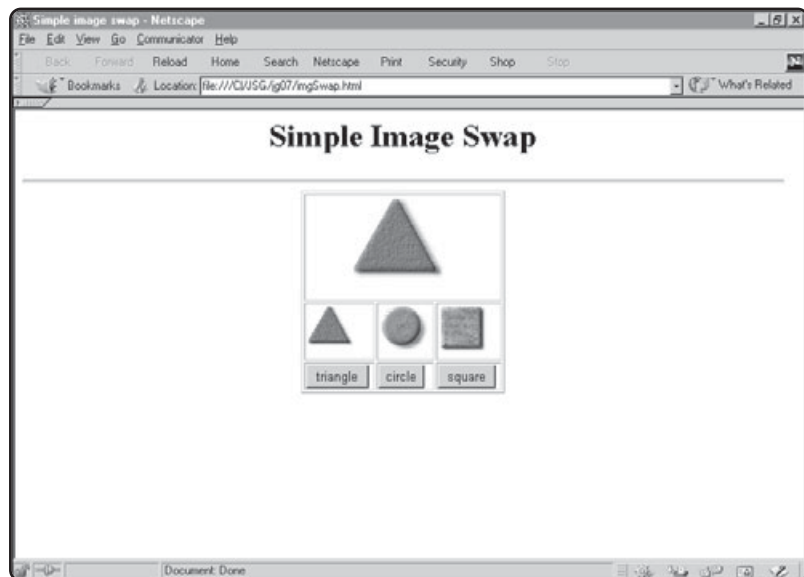 Simple image swap - Netscape
File Edit View Go Communicator Help
Back Forward Reload Home Search Netscape Print Security Shop Stop
Bookmarks Location: file:///C|/JSG/jg07/imgSwap.html What's Related
Simple Image Swap
triangle circle square
Document: Done